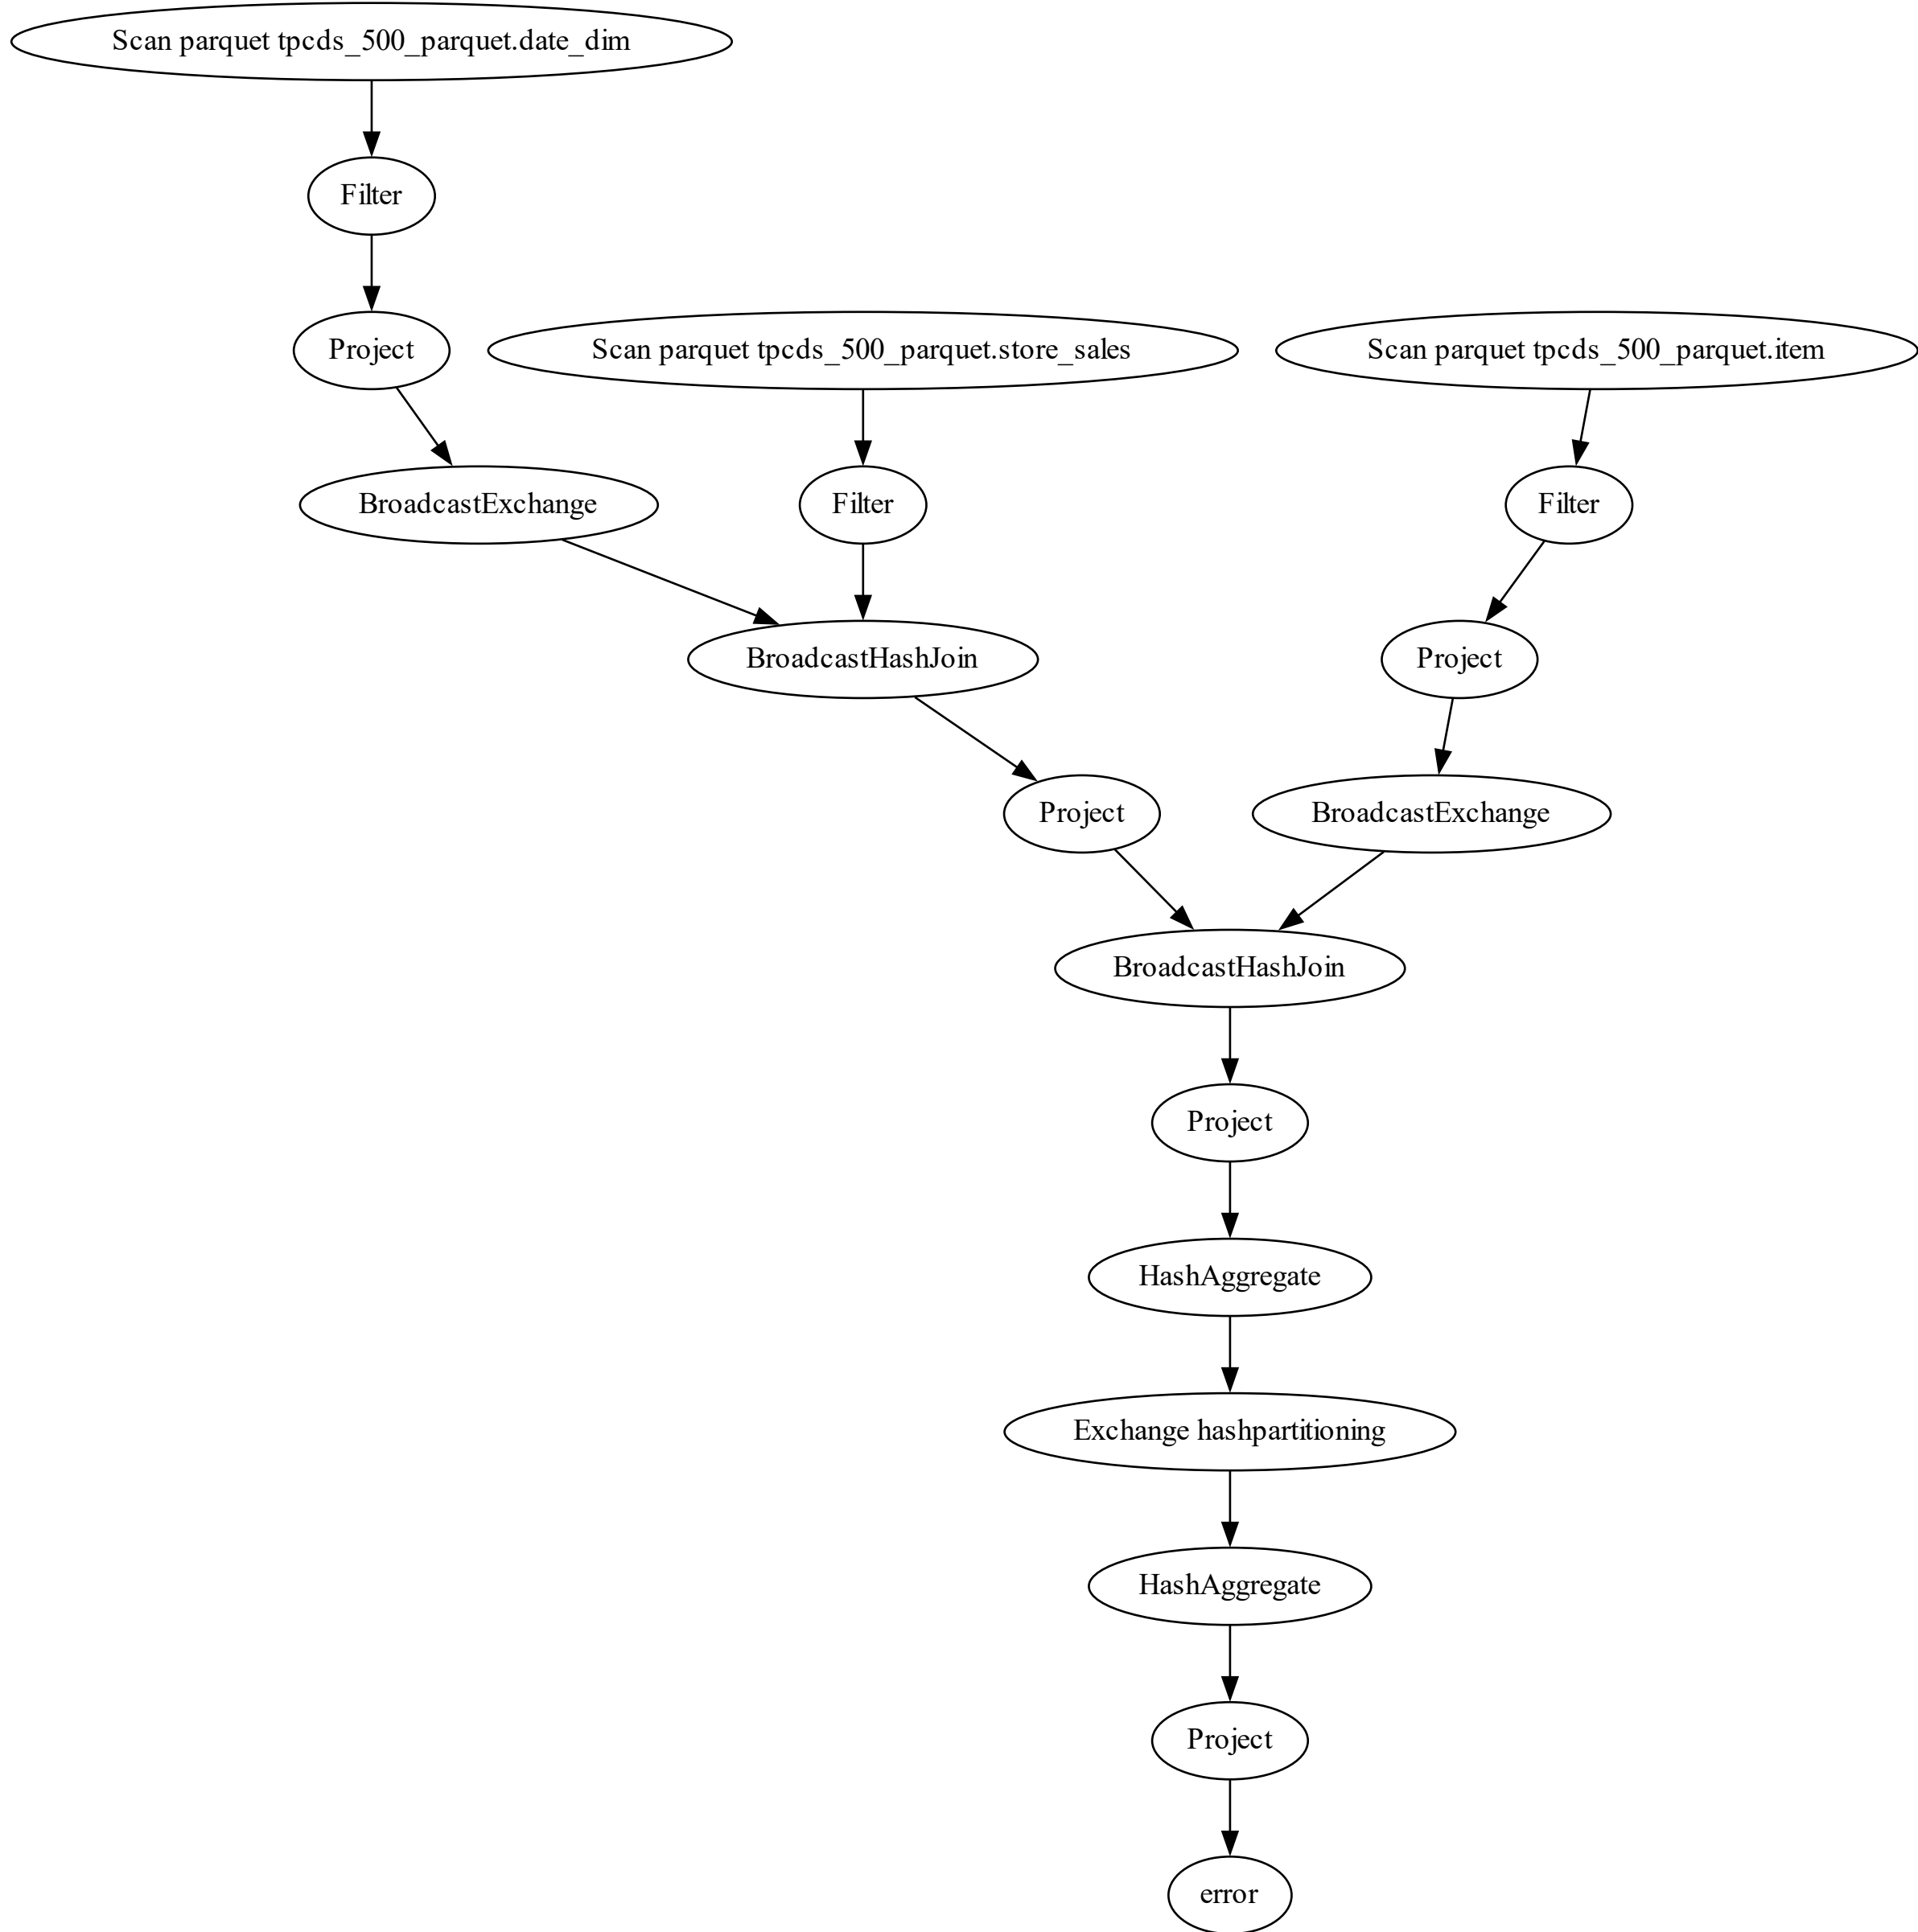 Scan parquet tpcds_500_parquet.date_dim
Filter
Project
Scan parquet tpcds_500_parquet.store_sales
Scan parquet tpcds_500_parquet.item
BroadcastExchange
Filter
Filter
BroadcastHashJoin
Project
Project
BroadcastExchange
BroadcastHashJoin
Project
HashAggregate
Exchange hashpartitioning
HashAggregate
Project
error